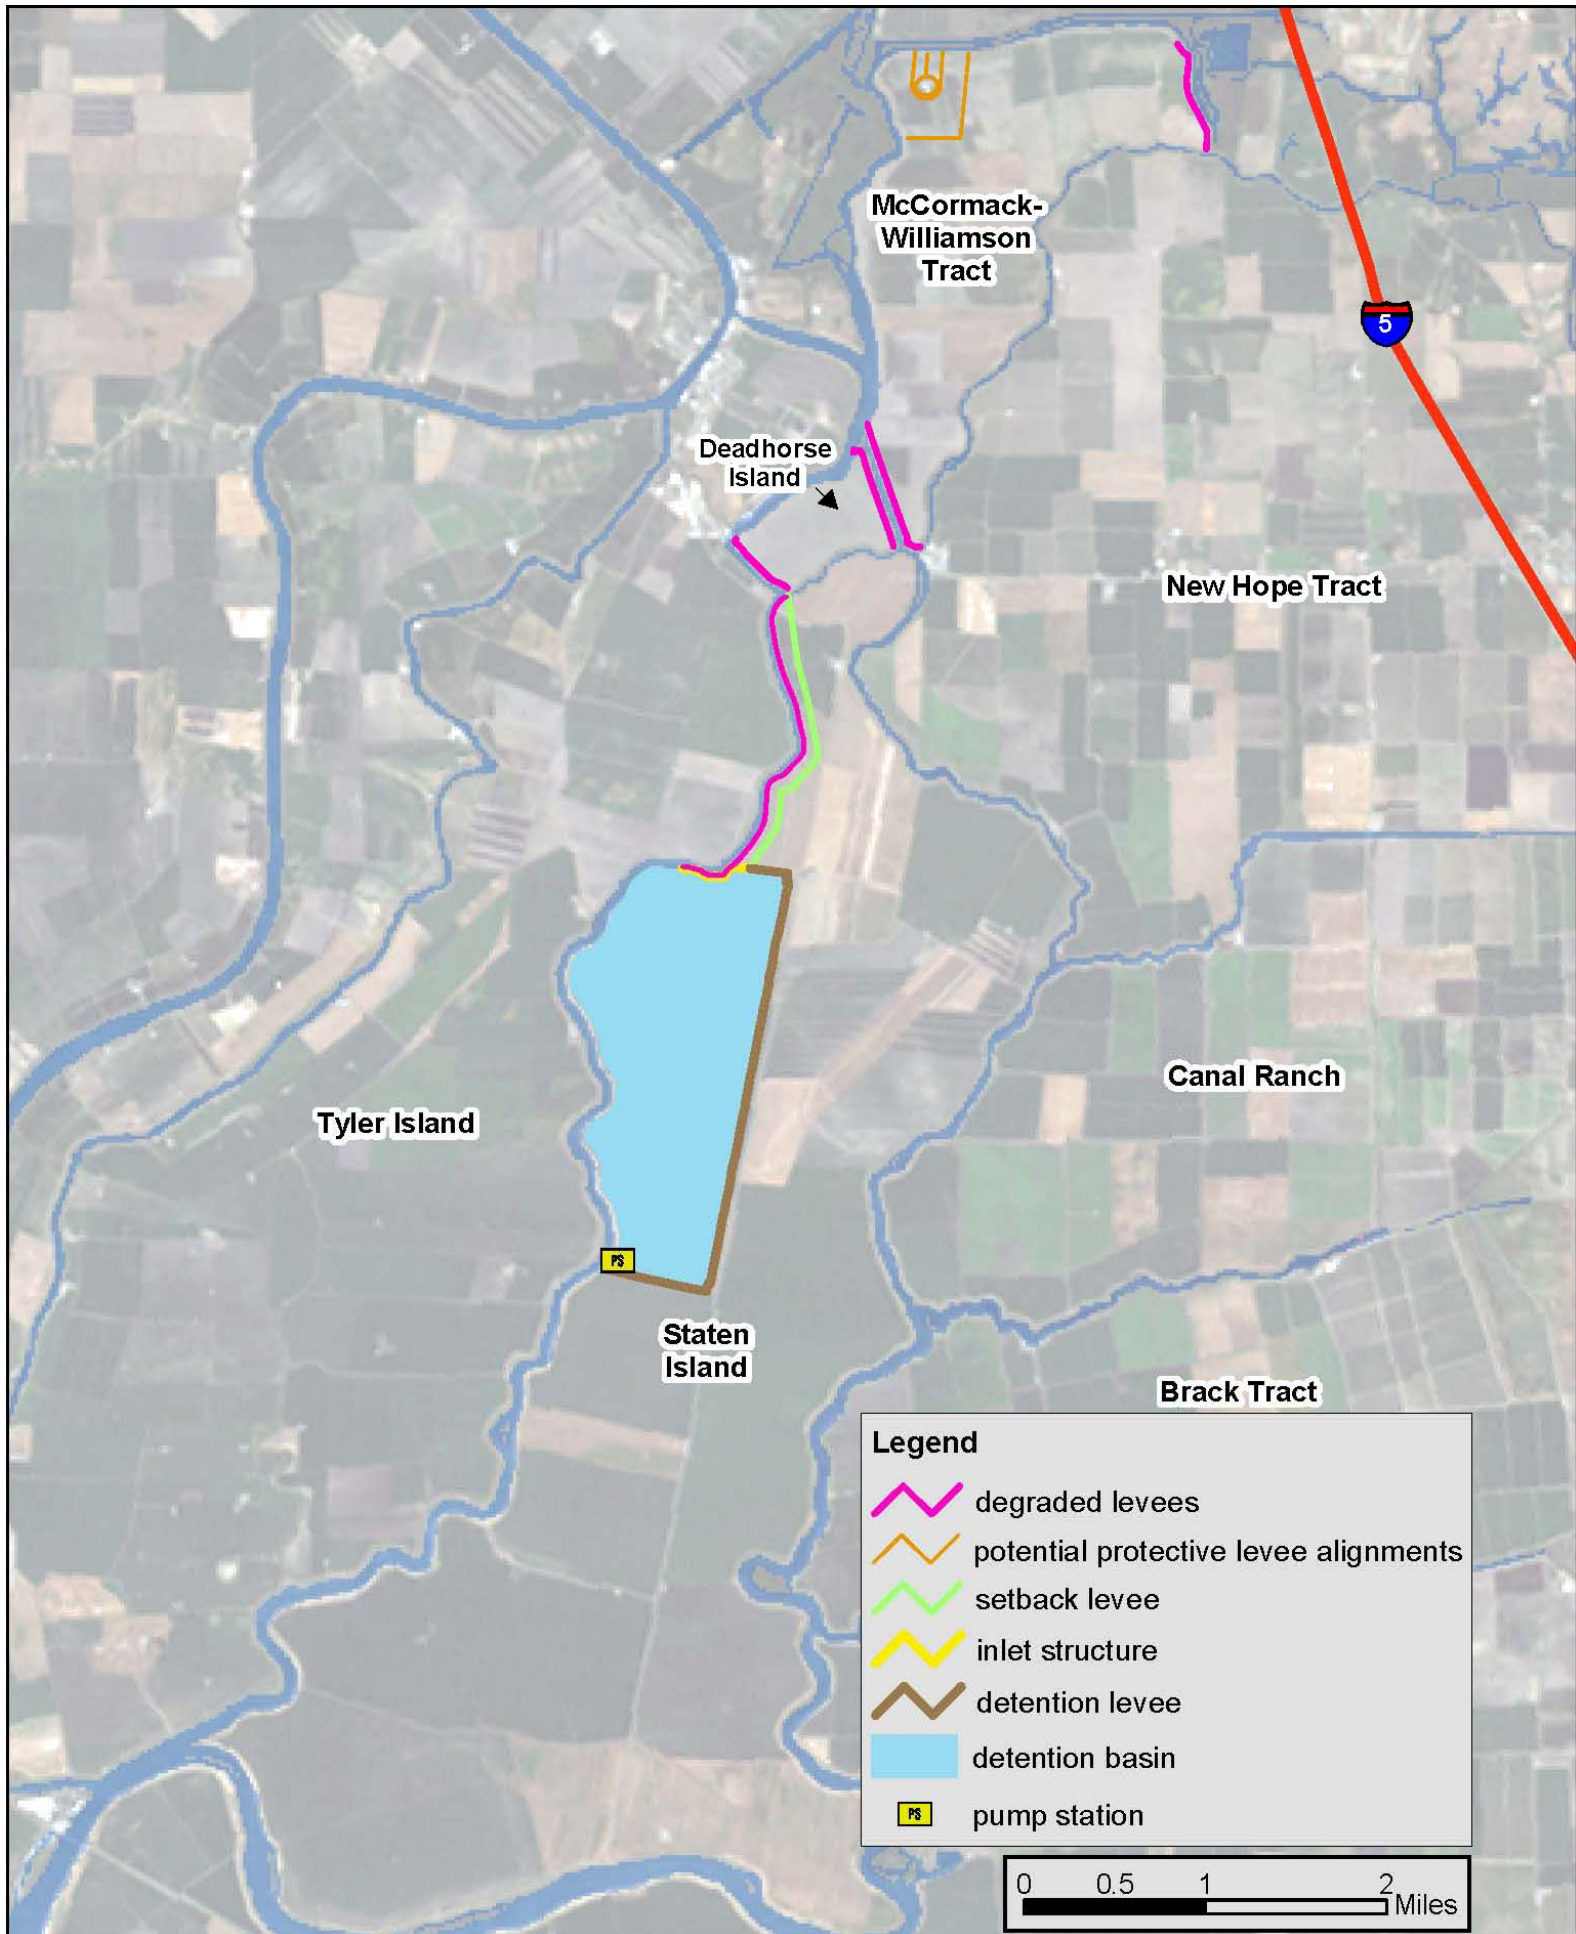 McCormack-
Williamson
Tract
5
Deadhorse
Island
New Hope Tract
Canal Ranch
Tyler Island
PS
Staten
Island
Brack Tract
Legend
degraded levees
potential protective levee alignments
setback levee
inlet structure
detention levee
detention basin
PS pump station
0 0.5 1 2
Miles